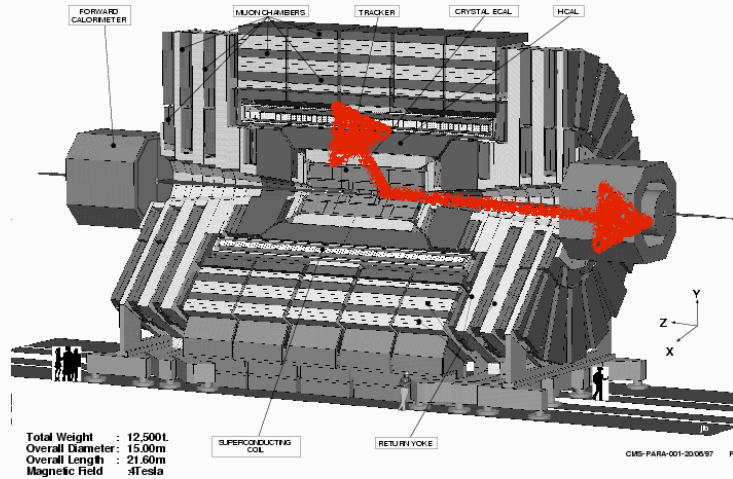 FORWARD
CALORIMETER
MUON CHAMBERS
TRACKER
CRYSTAL ECAL
HCAL
Y
Z
X
Total Weight : 12,500t.
Overall Diameter : 15.00m
Overall Length : 21.60m
Magnetic Field : 4Tesla
SUPERCONDUCTING
COIL
RETURN YOKE
CMS-PARA-001-20/06/97